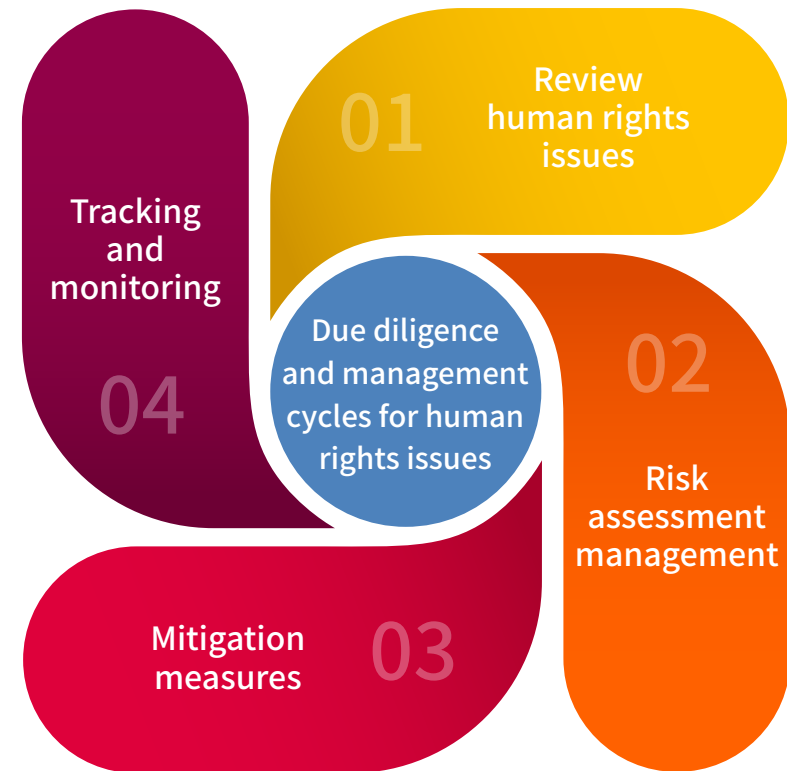 01
Review
human rights
issues
02
Risk
assessment
management
03
Mitigation
measures
04
Tracking
and
monitoring
Due diligence
and management
cycles for human
rights issues